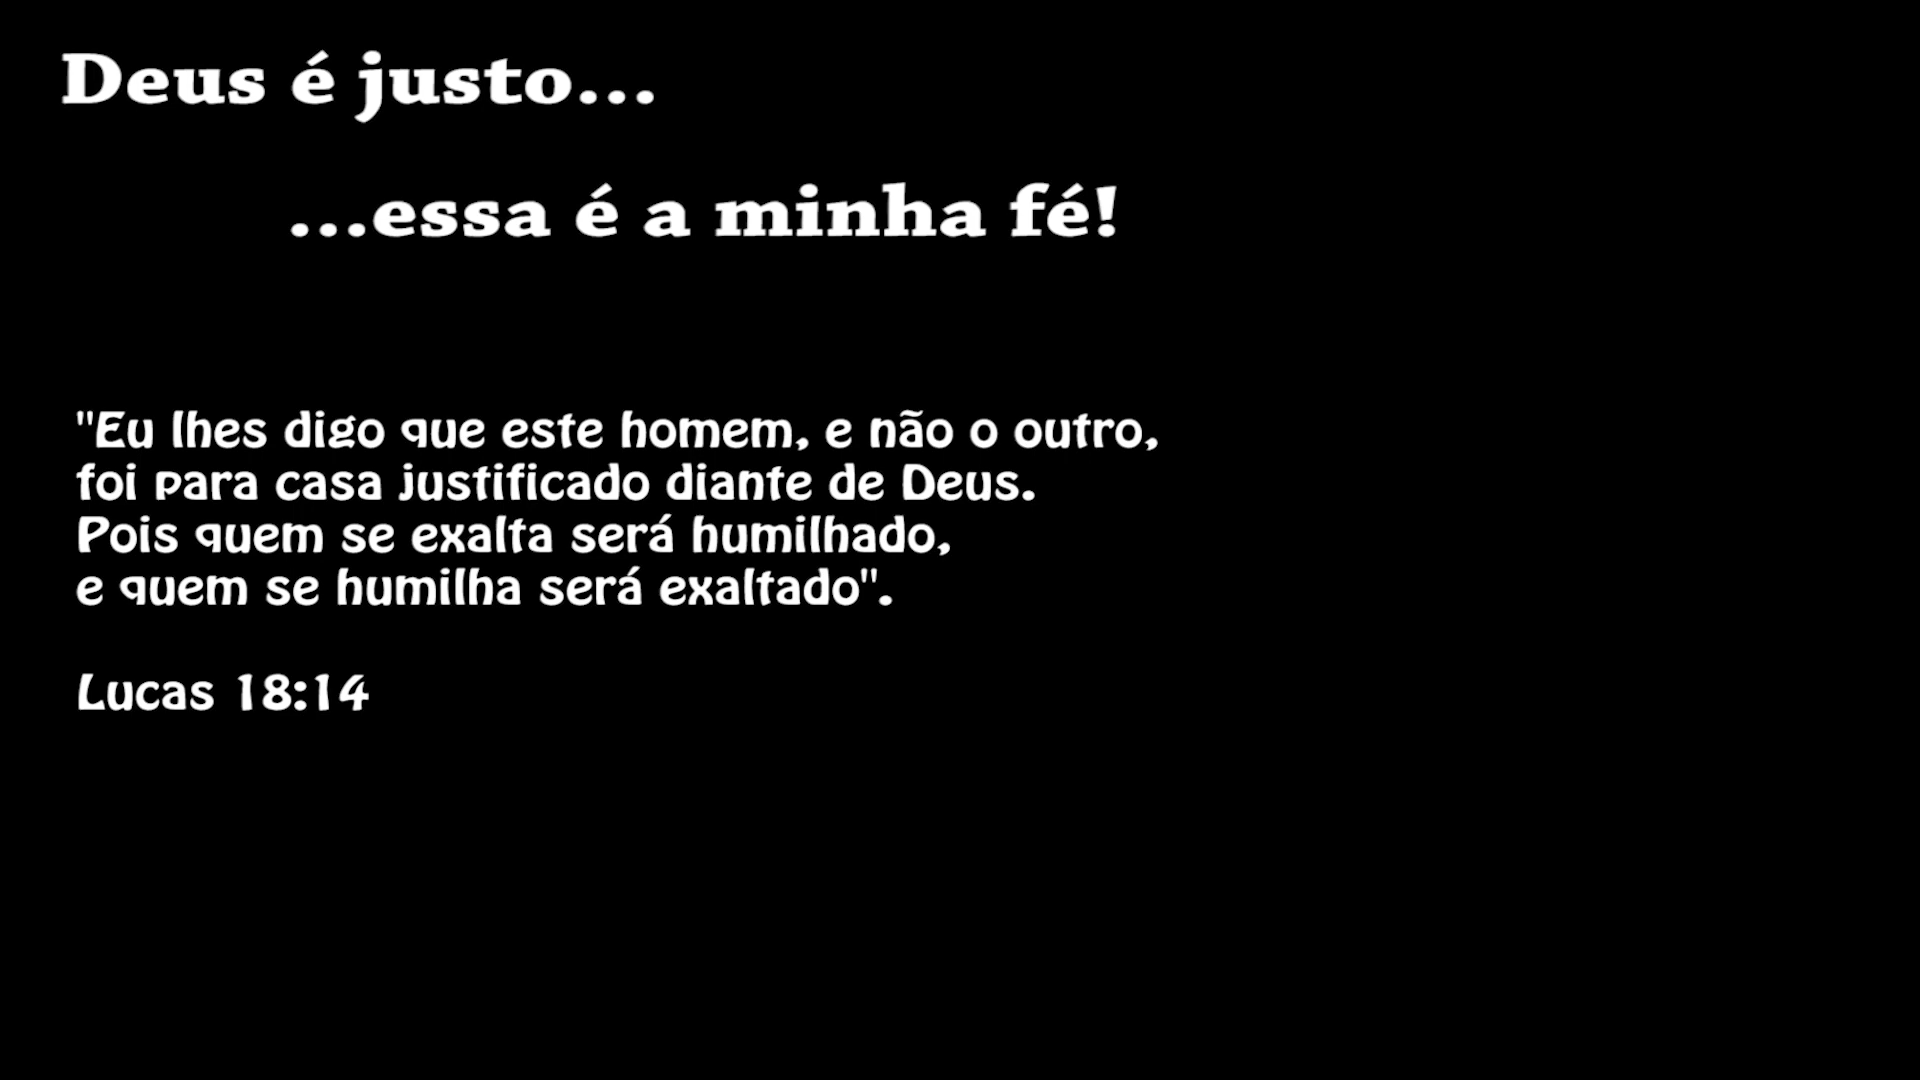 Deus é justo...
...essa é a minha fé!
"Eu lhes digo que este homem, e não o outro,
foi para casa justificado diante de Deus.
Pois quem se exalta será humilhado,
e quem se humilha será exaltado".
Lucas 18:14